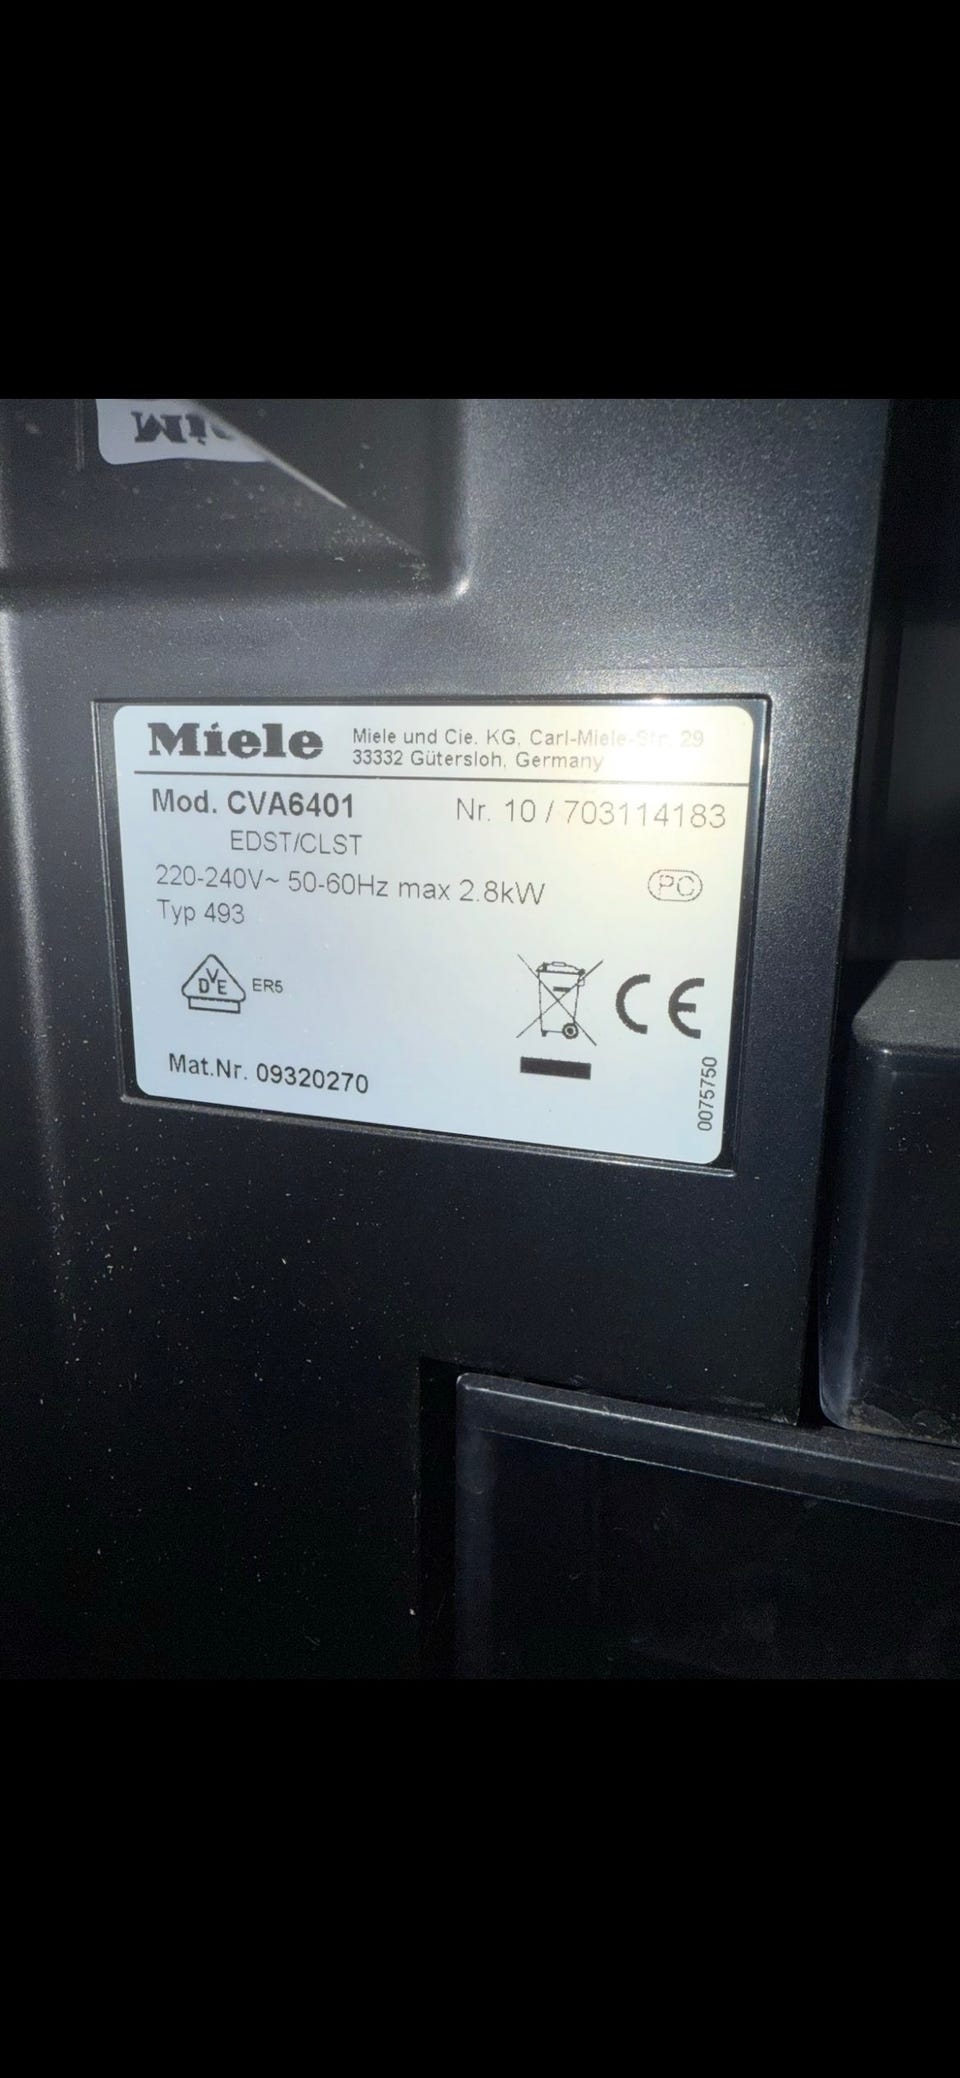 Miele
Miele und Cie. KG, Carl-Miele-Str. 29
33332 Gütersloh, Germany
Mod. CVA6401
Nr. 10 / 703114183
EDST/CLST
220-240V~ 50-60Hz max 2.8kW
PC
Typ 493
DVE ER5
CE
Mat.Nr. 09320270
0075750